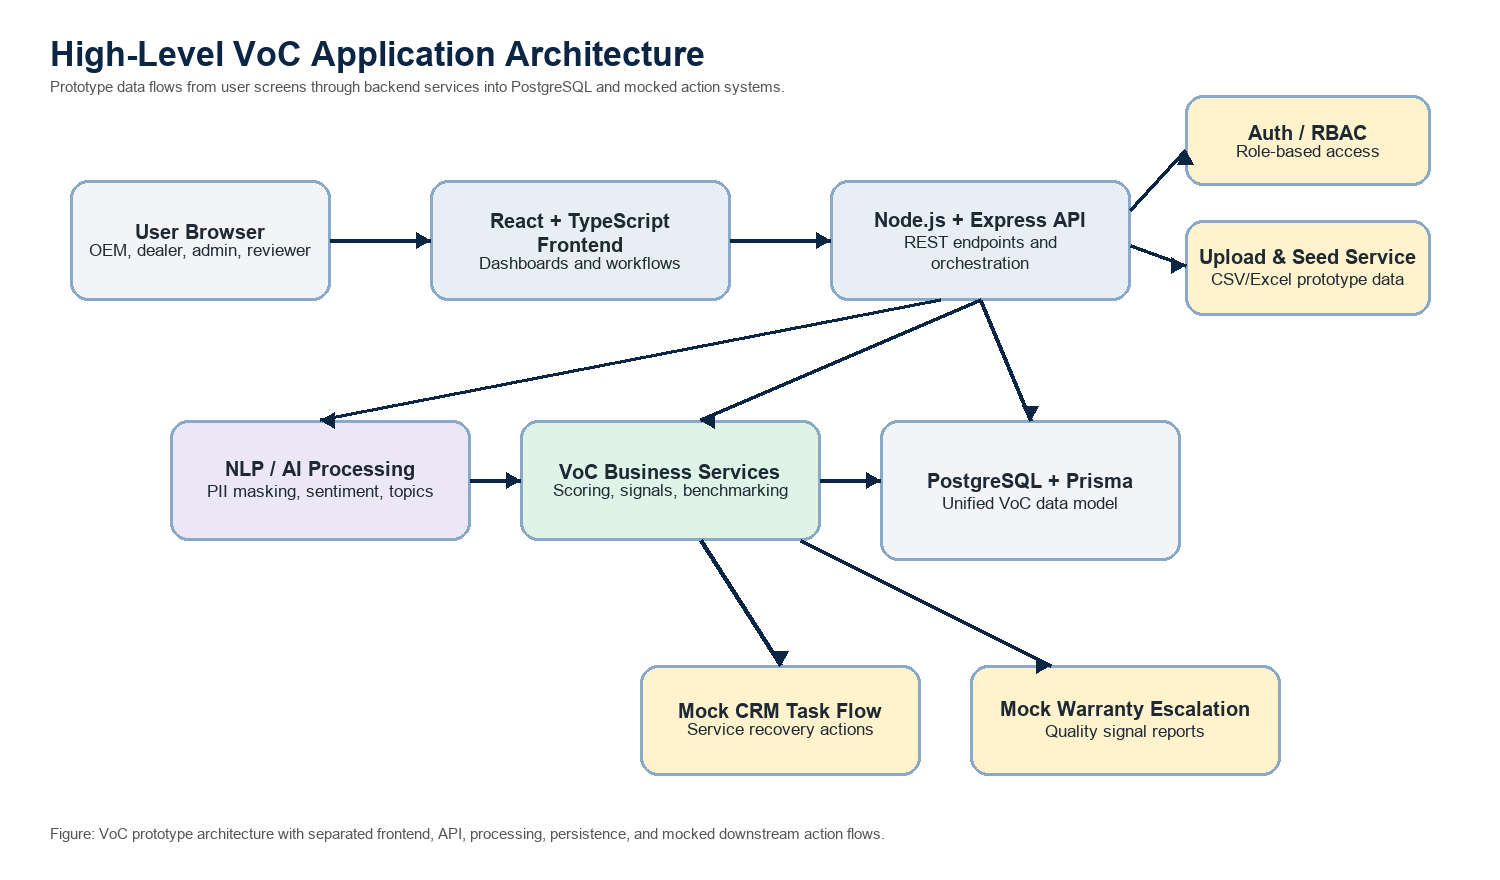 High-Level VoC Application Architecture
Prototype data flows from user screens through backend services into PostgreSQL and mocked action systems.
Auth / RBAC
Role-based access
User Browser
OEM, dealer, admin, reviewer
React + TypeScript
Frontend
Dashboards and workflows
Node.js + Express API
REST endpoints and
orchestration
Upload & Seed Service
CSV/Excel prototype data
NLP / AI Processing
PII masking, sentiment, topics
VoC Business Services
Scoring, signals, benchmarking
PostgreSQL + Prisma
Unified VoC data model
Mock CRM Task Flow
Service recovery actions
Mock Warranty Escalation
Quality signal reports
Figure: VoC prototype architecture with separated frontend, API, processing, persistence, and mocked downstream action flows.